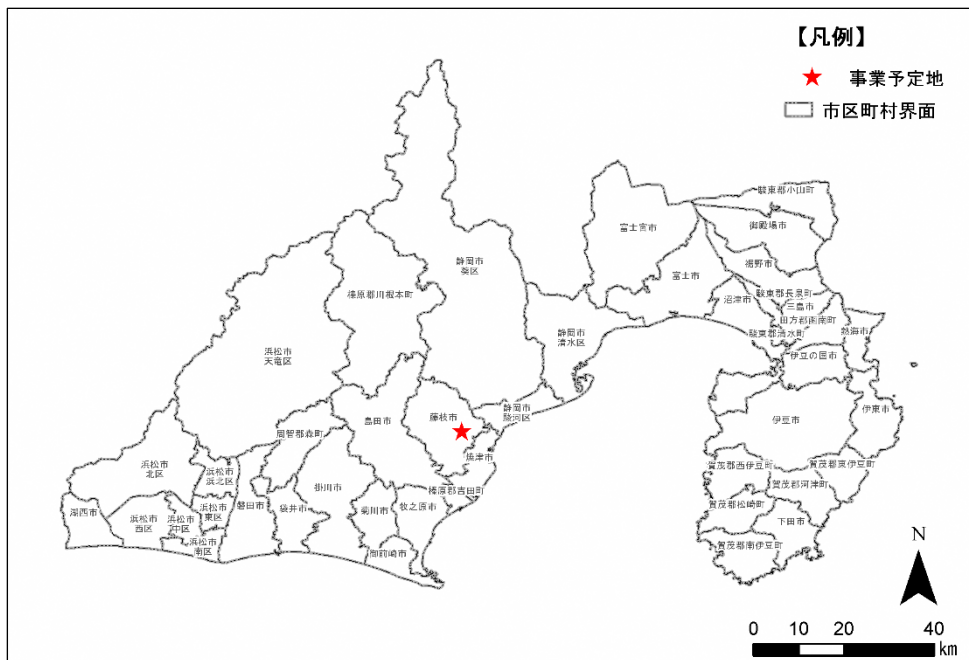 【凡例】
事業予定地
市区町村界面
駿東郡小山町
御殿場市
富士宮市
裾野市
静岡市
葵区
富士市
榛原郡川根本町
沼津市
駿東郡長泉町
三島市
田方郡函南町
熱海市
駿東郡清水町
静岡市
清水区
伊豆の国市
浜松市
天竜区
静岡市
駿河区
藤枝市
島田市
伊豆市
伊東市
周智郡森町
焼津市
浜松市
北区
浜松市
浜北区
賀茂郡西伊豆町
賀茂郡東伊豆町
賀茂郡河津町
掛川市
榛原郡吉田町
湖西市
浜松市
西区
浜松市
中区
浜松市
東区
磐田市
袋井市
菊川市
牧之原市
賀茂郡松崎町
下田市
浜松市
南区
御前崎市
賀茂郡南伊豆町
N
0 10 20 40
km